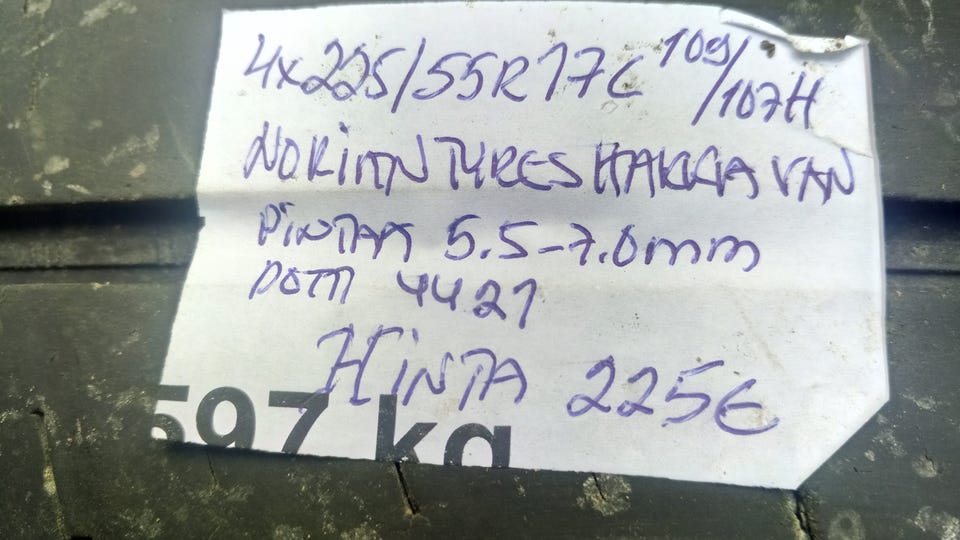 4x225/55R17C 109/107H
NOKIAN TYRES HAKKA VAN
PINTAA 5.5-7.0mm
DOT 4421
HINTA 225€
597 kg